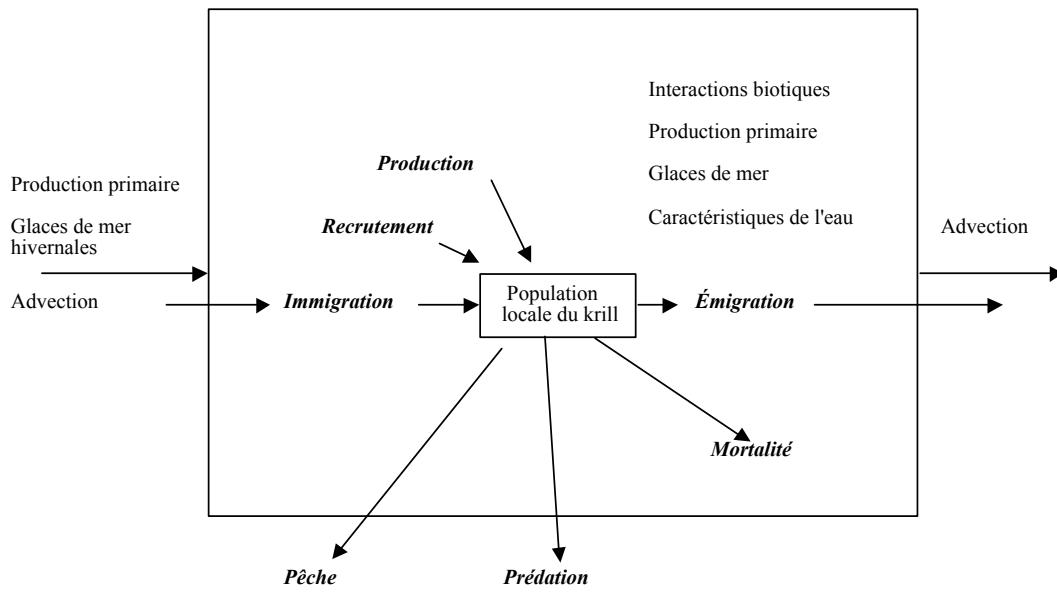 Interactions biotiques
Production primaire
Glaces de mer
Caractéristiques de l'eau
Production
Recrutement
Production primaire
Glaces de mer
hivernales
Advection
Immigration
Population
locale du krill
Émigration
Advection
Mortalité
Pêche
Prédation